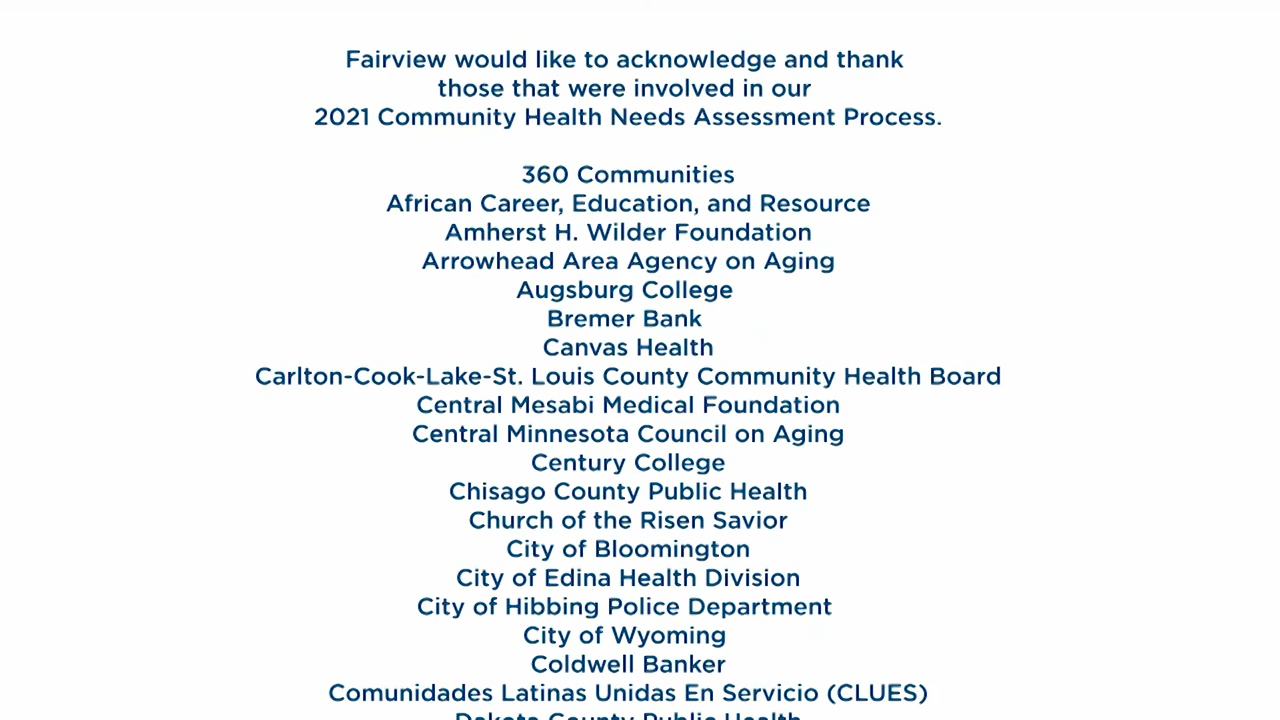 Fairview would like to acknowledge and thank
those that were involved in our
2021 Community Health Needs Assessment Process.
360 Communities
African Career, Education, and Resource
Amherst H. Wilder Foundation
Arrowhead Area Agency on Aging
Augsburg College
Bremer Bank
Canvas Health
Carlton-Cook-Lake-St. Louis County Community Health Board
Central Mesabi Medical Foundation
Central Minnesota Council on Aging
Century College
Chisago County Public Health
Church of the Risen Savior
City of Bloomington
City of Edina Health Division
City of Hibbing Police Department
City of Wyoming
Coldwell Banker
Comunidades Latinas Unidas En Servicio (CLUES)
Dakota County Public Health